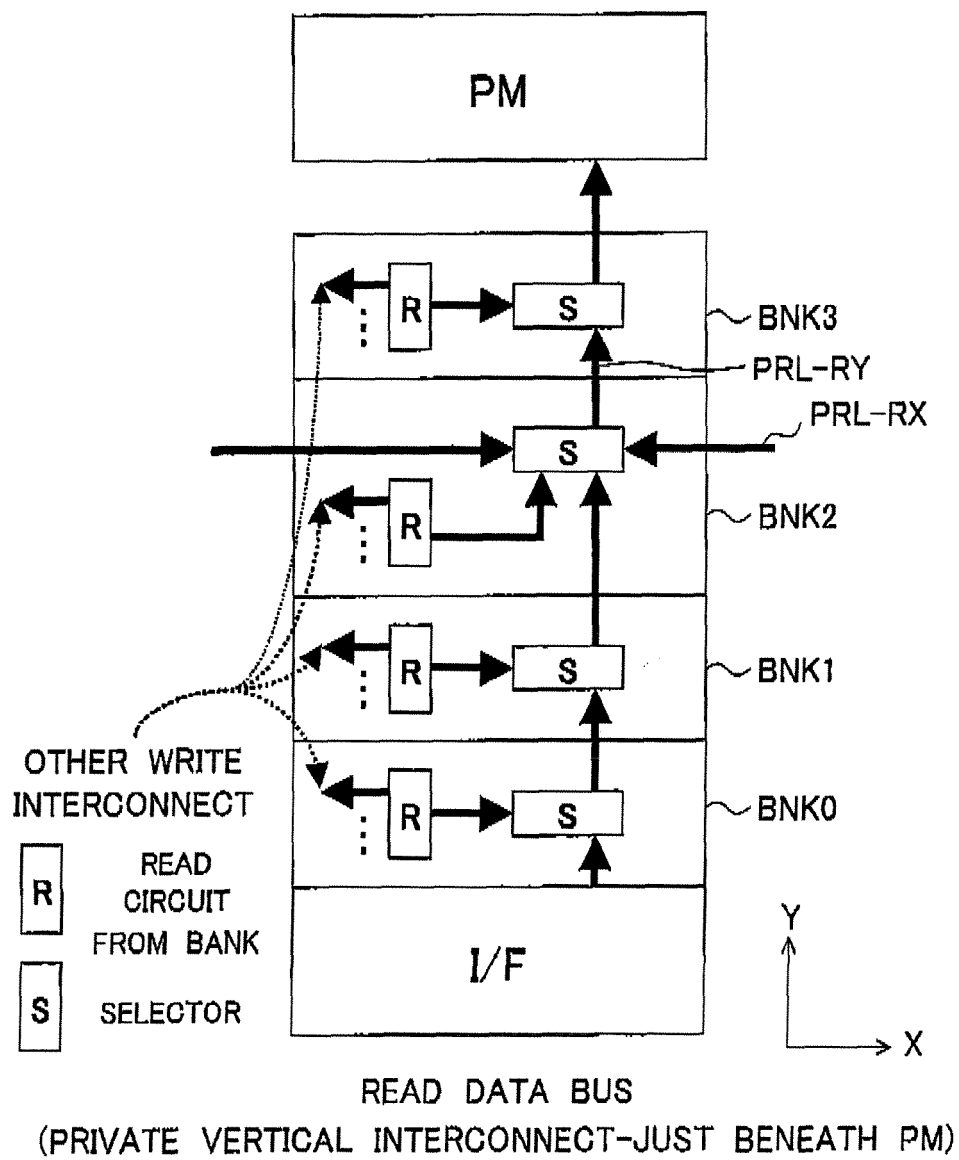 PM
R
S
BNK3
PRL-RY
PRL-RX
S
R
BNK2
R
S
BNK1
OTHER WRITE
INTERCONNECT
R
S
BNK0
R
READ
CIRCUIT
FROM BANK
S
SELECTOR
I/F
Y
X
READ DATA BUS
(PRIVATE VERTICAL INTERCONNECT-JUST BENEATH PM)